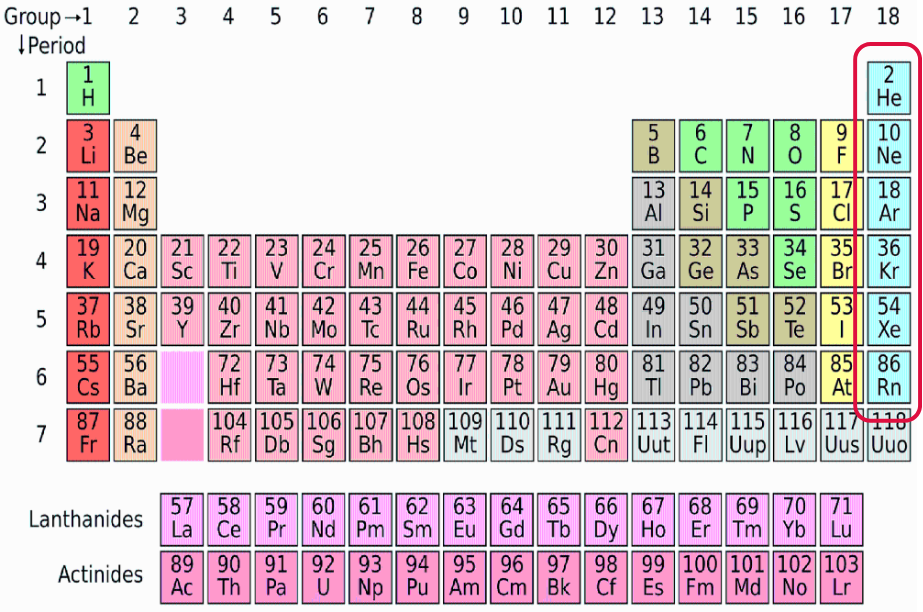 Group →1 2 3 4 5 6 7 8 9 10 11 12 13 14 15 16 17 18
↓Period
1 1 2
H He
2 3 4 5 6 7 8 9 10
Li Be B C N O F Ne
3 11 12 13 14 15 16 17 18
Na Mg Al Si P S Cl Ar
4 19 20 21 22 23 24 25 26 27 28 29 30 31 32 33 34 35 36
K Ca Sc Ti V Cr Mn Fe Co Ni Cu Zn Ga Ge As Se Br Kr
5 37 38 39 40 41 42 43 44 45 46 47 48 49 50 51 52 53 54
Rb Sr Y Zr Nb Mo Tc Ru Rh Pd Ag Cd In Sn Sb Te I Xe
6 55 56 72 73 74 75 76 77 78 79 80 81 82 83 84 85 86
Cs Ba Hf Ta W Re Os Ir Pt Au Hg Tl Pb Bi Po At Rn
7 87 88 104 105 106 107 108 109 110 111 112 113 114 115 116 117 118
Fr Ra Rf Db Sg Bh Hs Mt Ds Rg Cn Uut Fl Uup Lv Uus Uuo
Lanthanides 57 58 59 60 61 62 63 64 65 66 67 68 69 70 71
La Ce Pr Nd Pm Sm Eu Gd Tb Dy Ho Er Tm Yb Lu
Actinides 89 90 91 92 93 94 95 96 97 98 99 100 101 102 103
Ac Th Pa U Np Pu Am Cm Bk Cf Es Fm Md No Lr